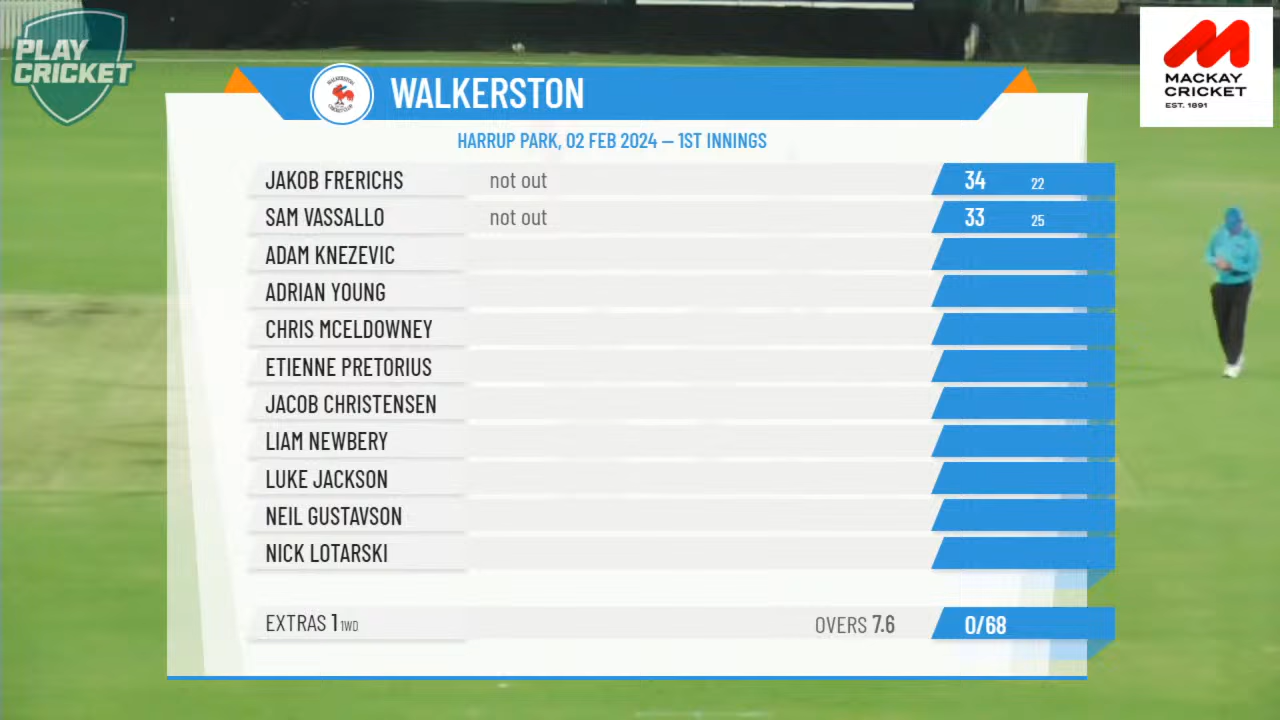 PLAY
CRICKET
MACKAY
CRICKET
EST. 1891
WALKERSTON
HARRUP PARK, 02 FEB 2024 – 1ST INNINGS
JAKOB FRERICHS not out 34 22
SAM VASSALLO not out 33 25
ADAM KNEZEVIC
ADRIAN YOUNG
CHRIS MCELDOWNEY
ETIENNE PRETORIUS
JACOB CHRISTENSEN
LIAM NEWBERY
LUKE JACKSON
NEIL GUSTAVSON
NICK LOTARSKI
EXTRAS 1 1WD OVERS 7.6 0/68